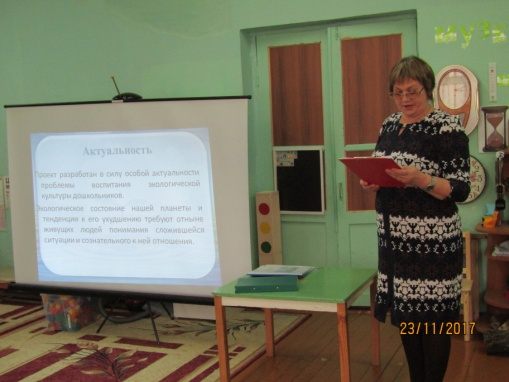 Актуальность
Проект разработан в силу особой актуальности
проблемы воспитания экологической
культуры дошкольников.
Экологическое состояние нашей планеты и
тенденции к его ухудшению требуют отныне
живущих людей понимания сложившейся
ситуации и сознательного к ней отношения.
23/11/2017